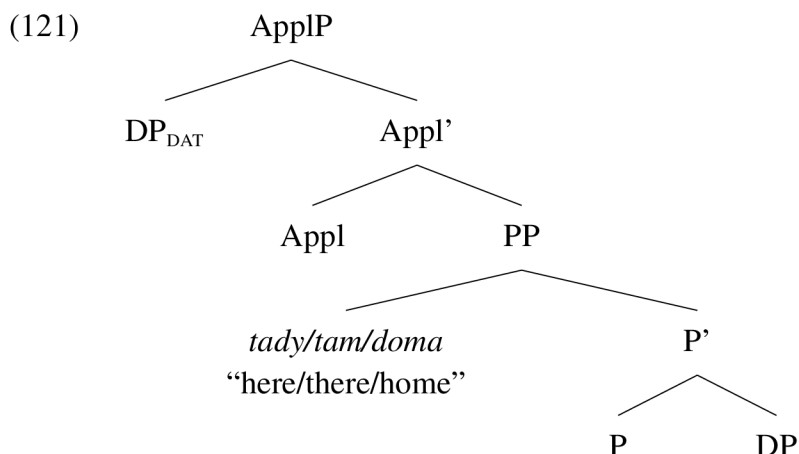 (121) ApplP
DP_DAT Appl’
Appl PP
tady/tam/doma P’
“here/there/home”
P DP